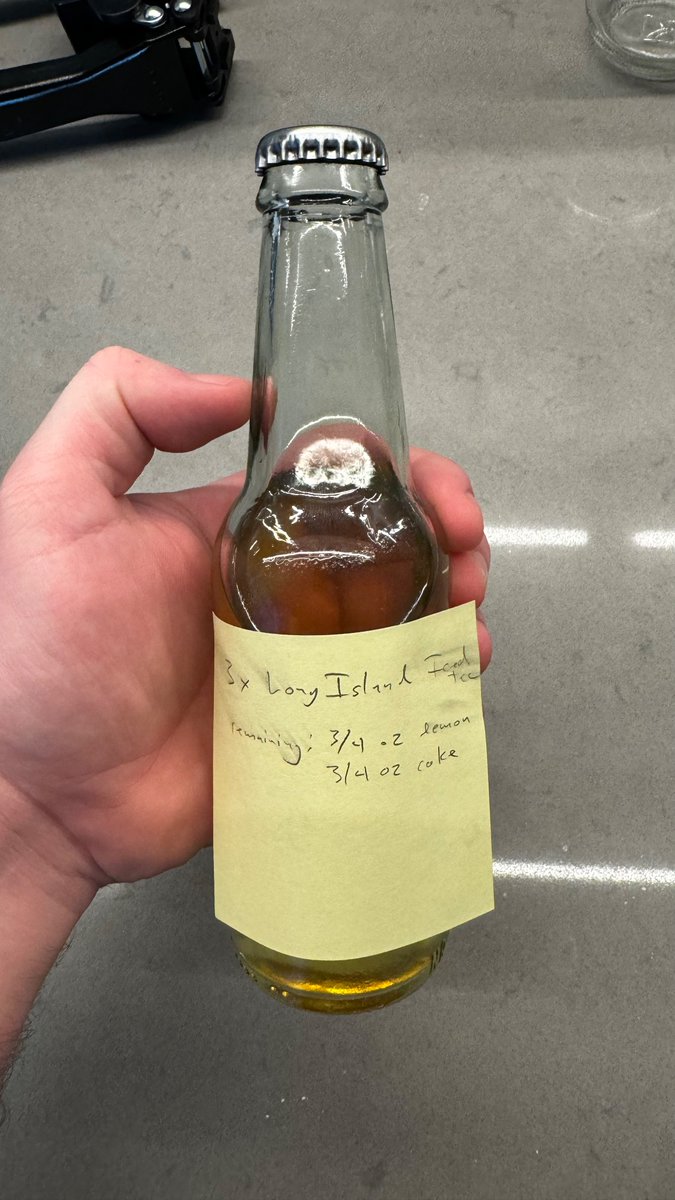 3x Long Island Iced Tea
remaining: 3/4 oz lemon
3/4 oz coke